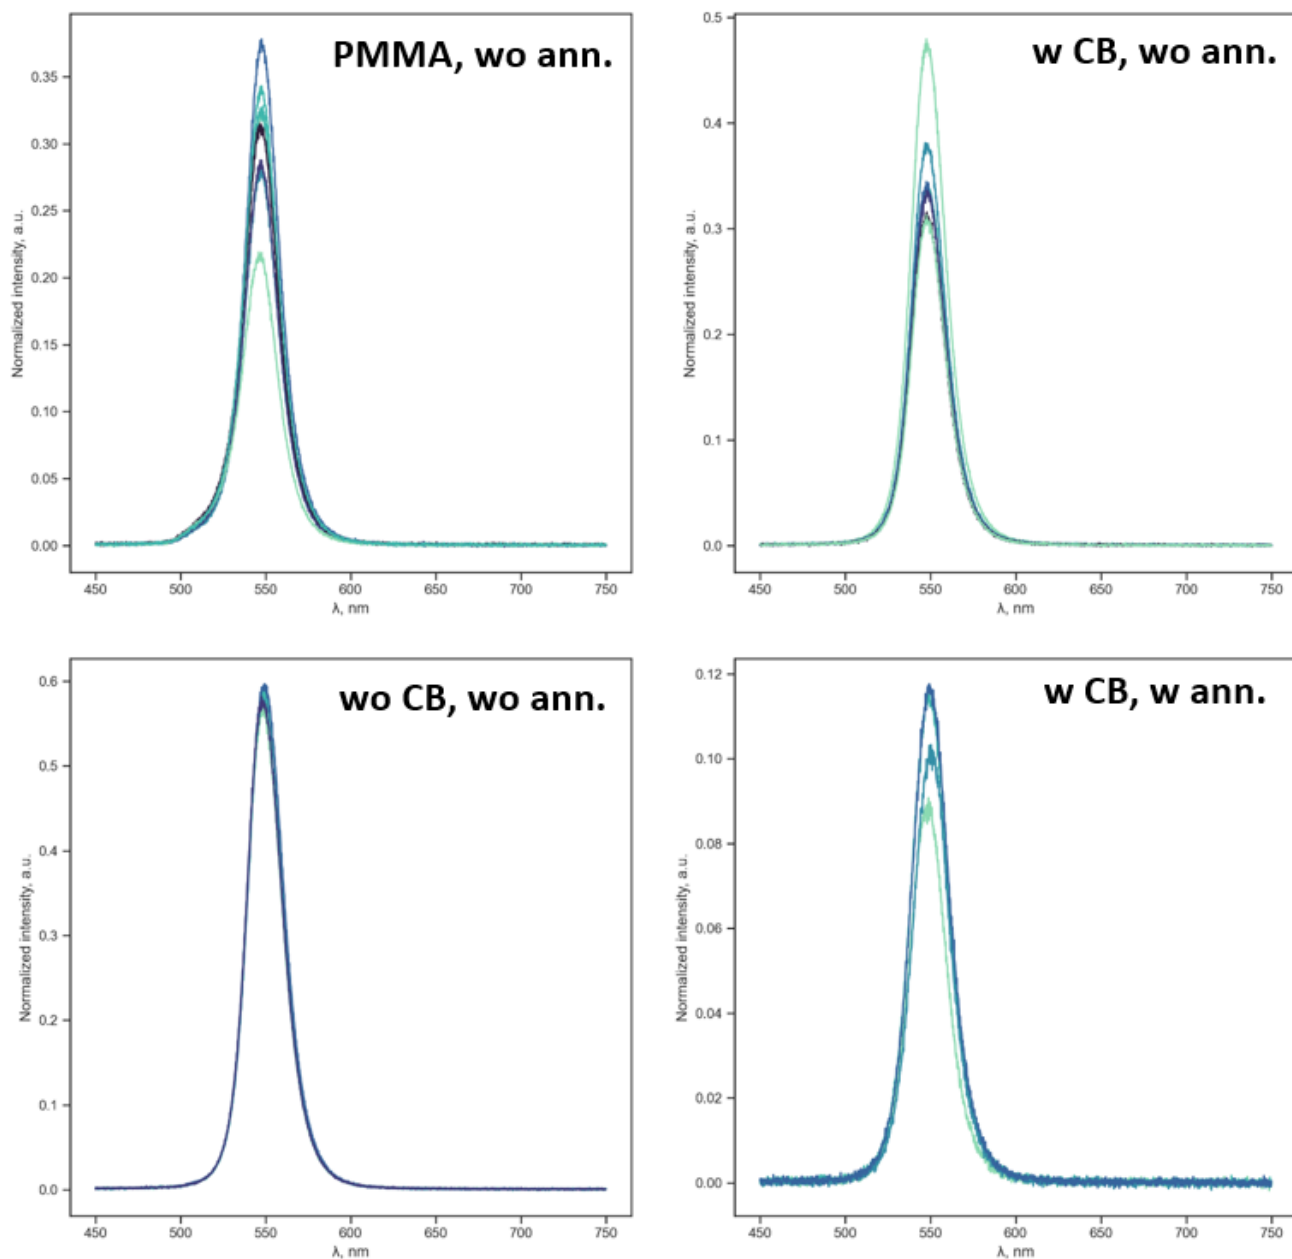 PMMA, wo ann.
Normalized intensity, a.u.
0.35
0.30
0.25
0.20
0.15
0.10
0.05
0.00
450 500 550 600 650 700 750
λ, nm
w CB, wo ann.
Normalized intensity, a.u.
0.5
0.4
0.3
0.2
0.1
0.0
450 500 550 600 650 700 750
λ, nm
wo CB, wo ann.
Normalized intensity, a.u.
0.6
0.5
0.4
0.3
0.2
0.1
0.0
450 500 550 600 650 700 750
λ, nm
w CB, w ann.
Normalized intensity, a.u.
0.12
0.10
0.08
0.06
0.04
0.02
0.00
450 500 550 600 650 700 750
λ, nm